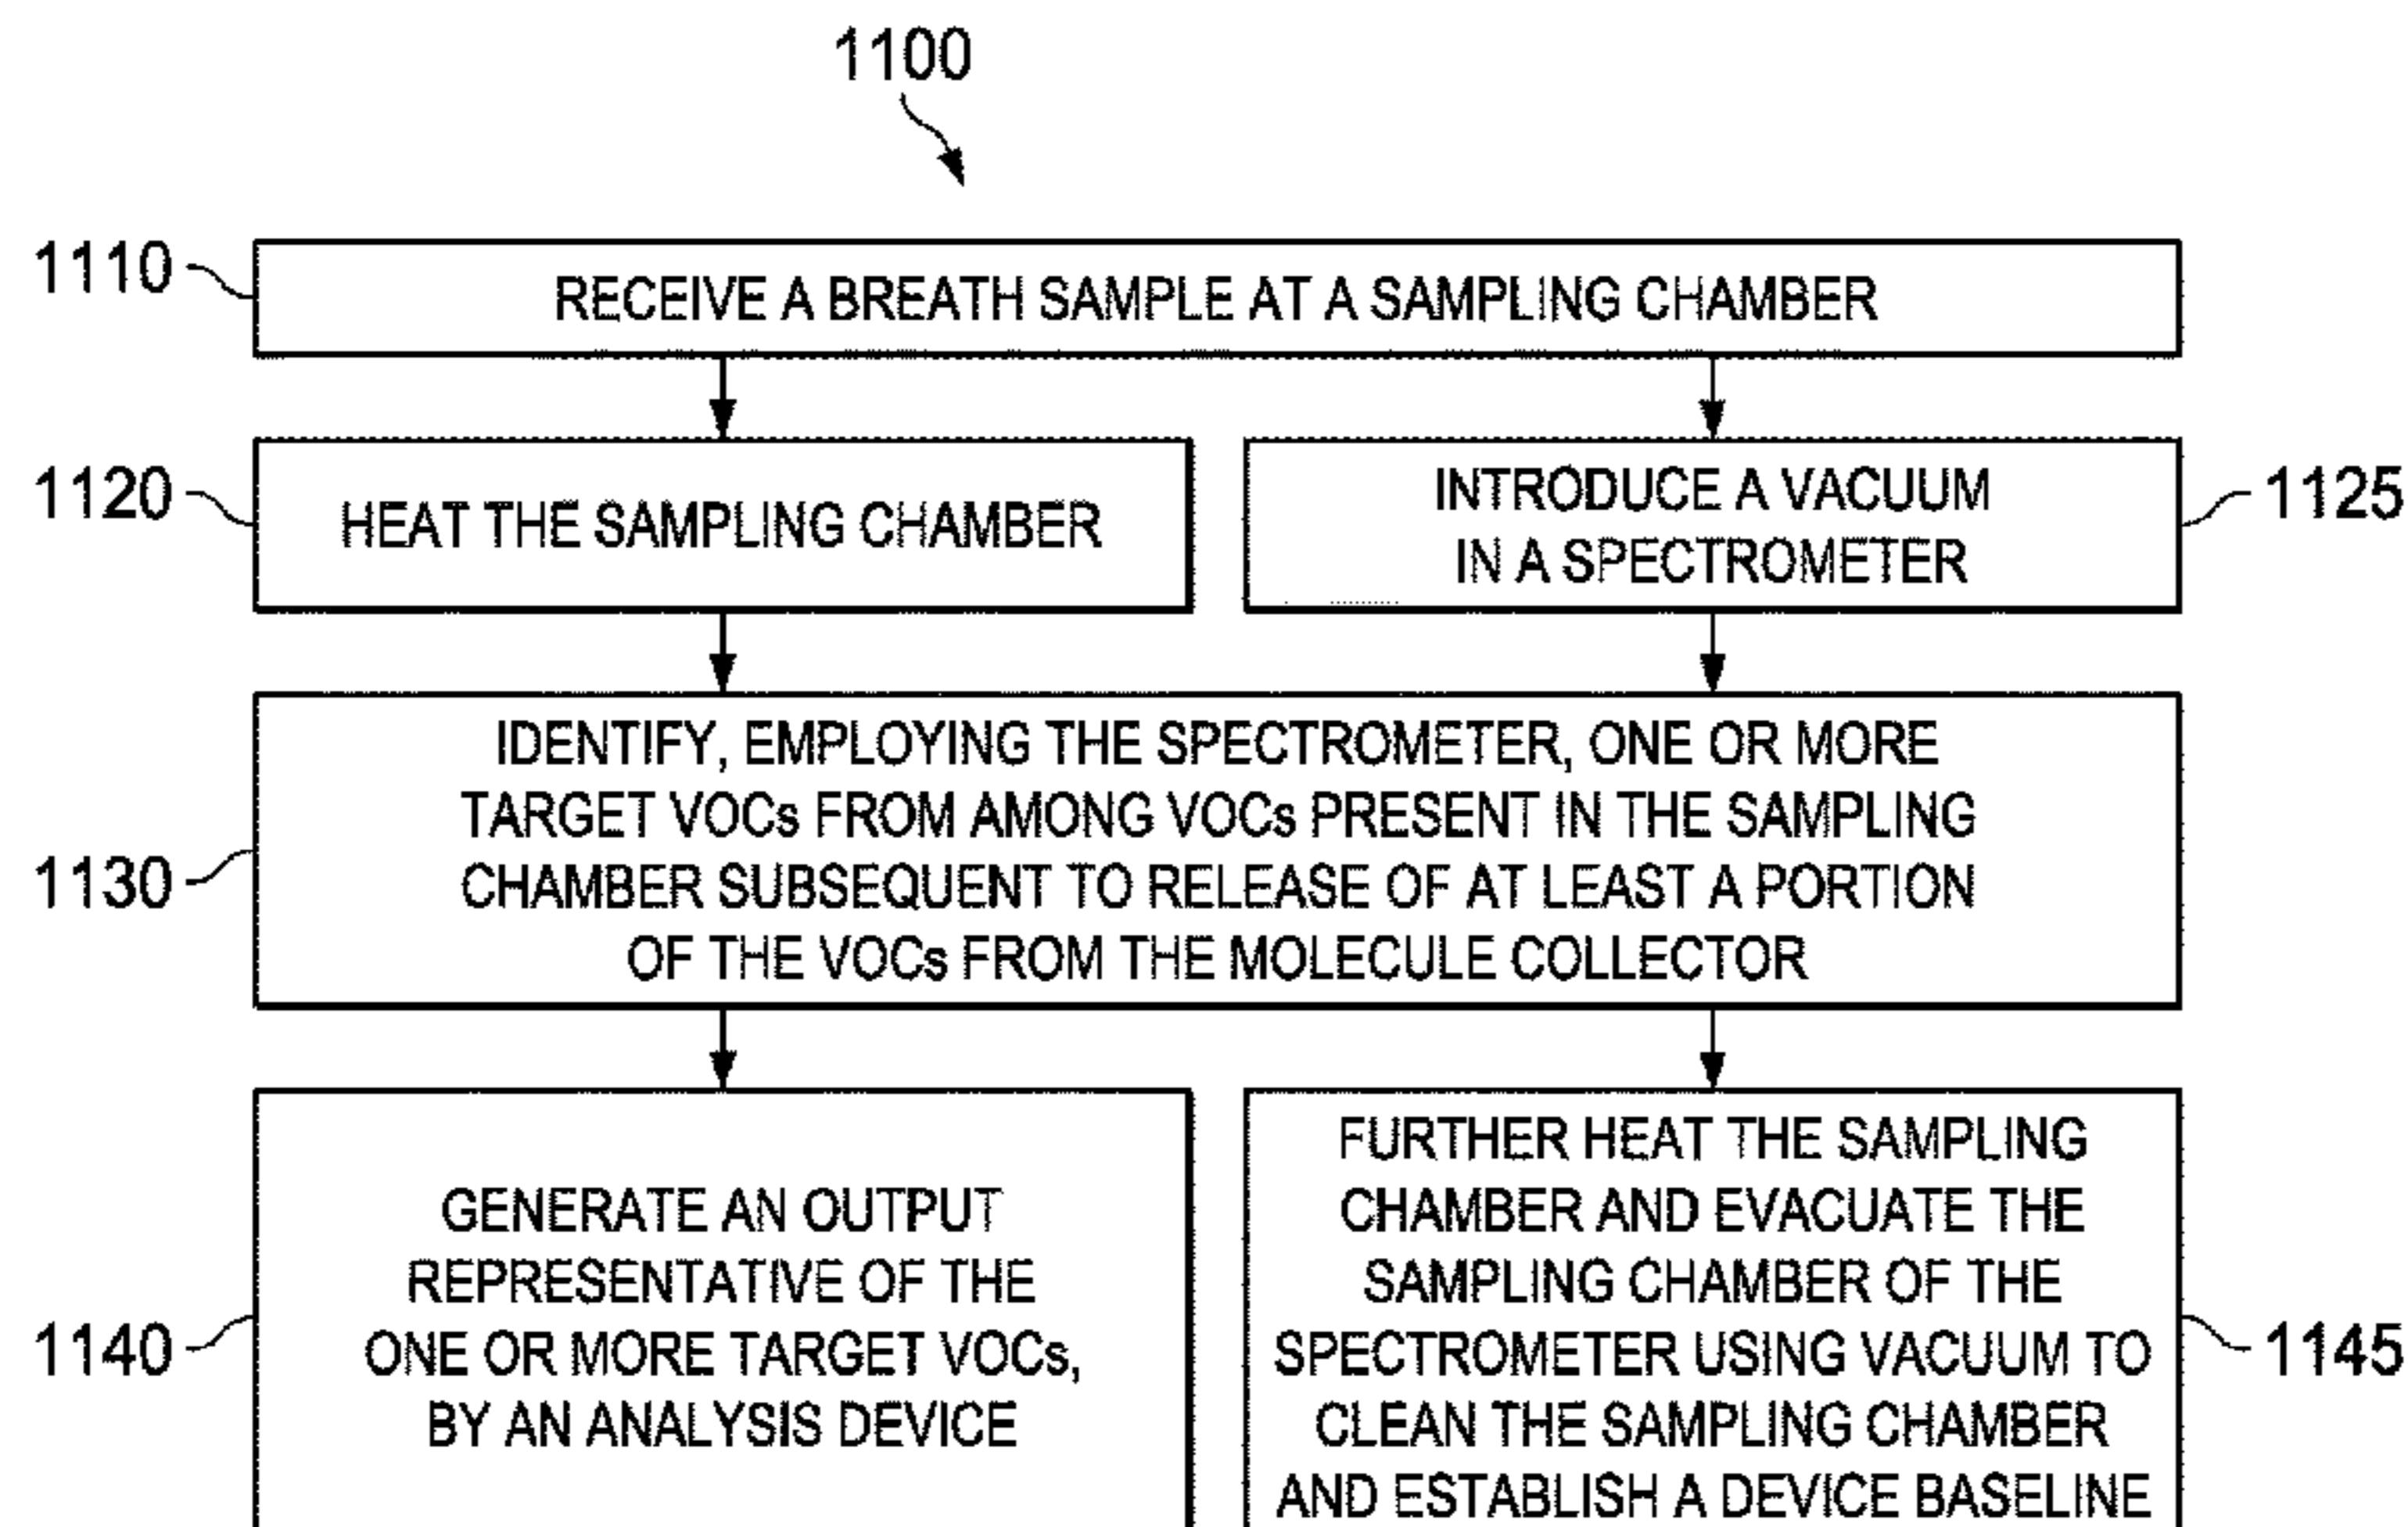 1100
1110
RECEIVE A BREATH SAMPLE AT A SAMPLING CHAMBER
1120
HEAT THE SAMPLING CHAMBER
INTRODUCE A VACUUM
IN A SPECTROMETER
1125
1130
IDENTIFY, EMPLOYING THE SPECTROMETER, ONE OR MORE
TARGET VOCs FROM AMONG VOCs PRESENT IN THE SAMPLING
CHAMBER SUBSEQUENT TO RELEASE OF AT LEAST A PORTION
OF THE VOCs FROM THE MOLECULE COLLECTOR
1140
GENERATE AN OUTPUT
REPRESENTATIVE OF THE
ONE OR MORE TARGET VOCs,
BY AN ANALYSIS DEVICE
FURTHER HEAT THE SAMPLING
CHAMBER AND EVACUATE THE
SAMPLING CHAMBER OF THE
SPECTROMETER USING VACUUM TO
CLEAN THE SAMPLING CHAMBER
AND ESTABLISH A DEVICE BASELINE
1145